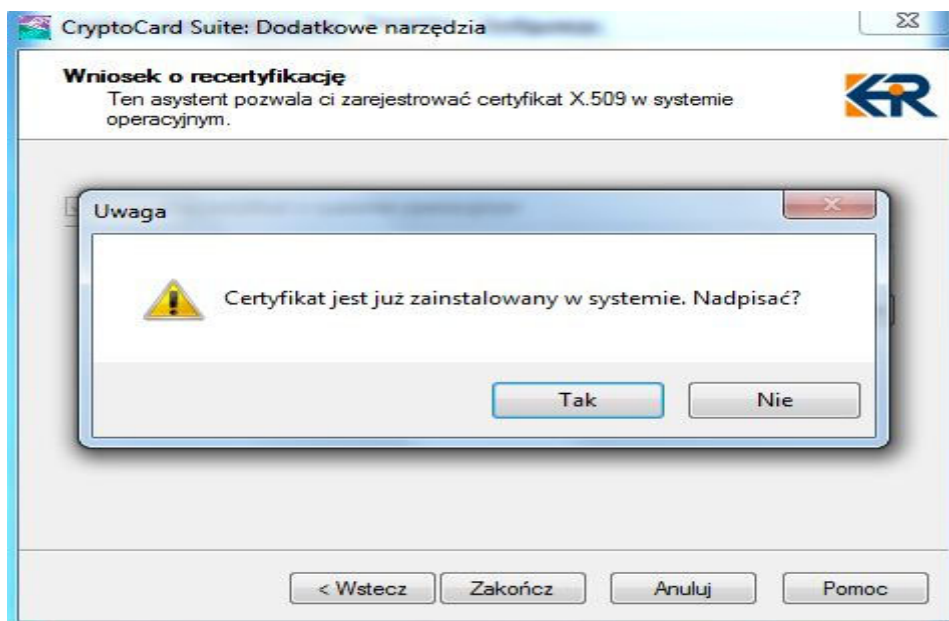 CryptoCard Suite: Dodatkowe narzędzia
Wniosek o recertyfikację
Ten asystent pozwala ci zarejestrować certyfikat X.509 w systemie
operacyjnym.
KIR
Uwaga
Certyfikat jest już zainstalowany w systemie. Nadpisać?
Tak
Nie
< Wstecz
Zakończ
Anuluj
Pomoc